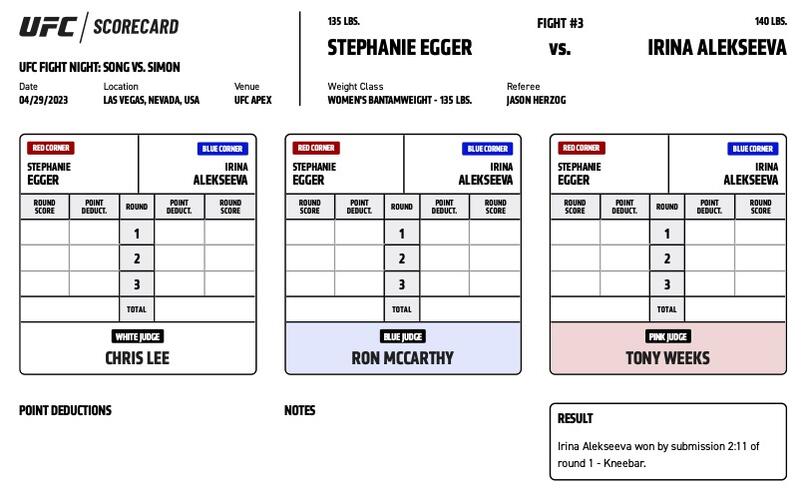 UFC / SCORECARD
UFC FIGHT NIGHT: SONG VS. SIMON
Date Location Venue
04/29/2023 LAS VEGAS, NEVADA, USA UFC APEX
135 LBS. FIGHT #3 140 LBS.
STEPHANIE EGGER VS. IRINA ALEKSEEVA
Weight Class Referee
WOMEN'S BANTAMWEIGHT - 135 LBS. JASON HERZOG
RED CORNER BLUE CORNER
STEPHANIE IRINA
EGGER ALEKSEEVA
ROUND POINT ROUND POINT ROUND
SCORE DEDUCT. DEDUCT. SCORE
1
2
3
TOTAL
WHITE JUDGE
CHRIS LEE
RED CORNER BLUE CORNER
STEPHANIE IRINA
EGGER ALEKSEEVA
ROUND POINT ROUND POINT ROUND
SCORE DEDUCT. DEDUCT. SCORE
1
2
3
TOTAL
BLUE JUDGE
RON MCCARTHY
RED CORNER BLUE CORNER
STEPHANIE IRINA
EGGER ALEKSEEVA
ROUND POINT ROUND POINT ROUND
SCORE DEDUCT. DEDUCT. SCORE
1
2
3
TOTAL
PINK JUDGE
TONY WEEKS
POINT DEDUCTIONS
NOTES
RESULT
Irina Alekseeva won by submission 2:11 of
round 1 - Kneebar.